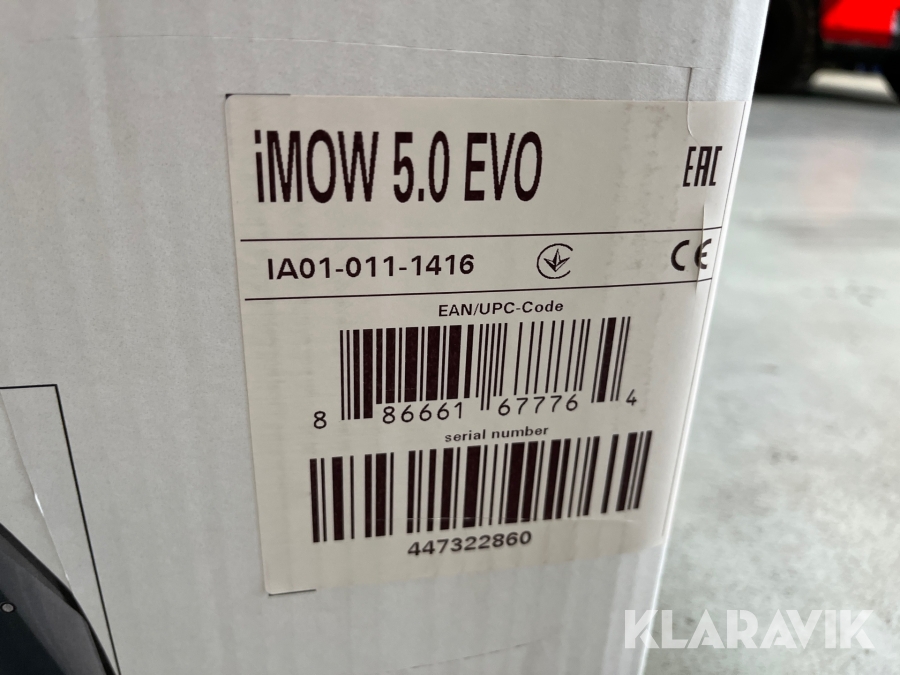 iMOW 5.0 EVO
EAC
IA01-011-1416
CE
EAN/UPC-Code
8 86661 67776 4
serial number
447322860
KLARAVIK